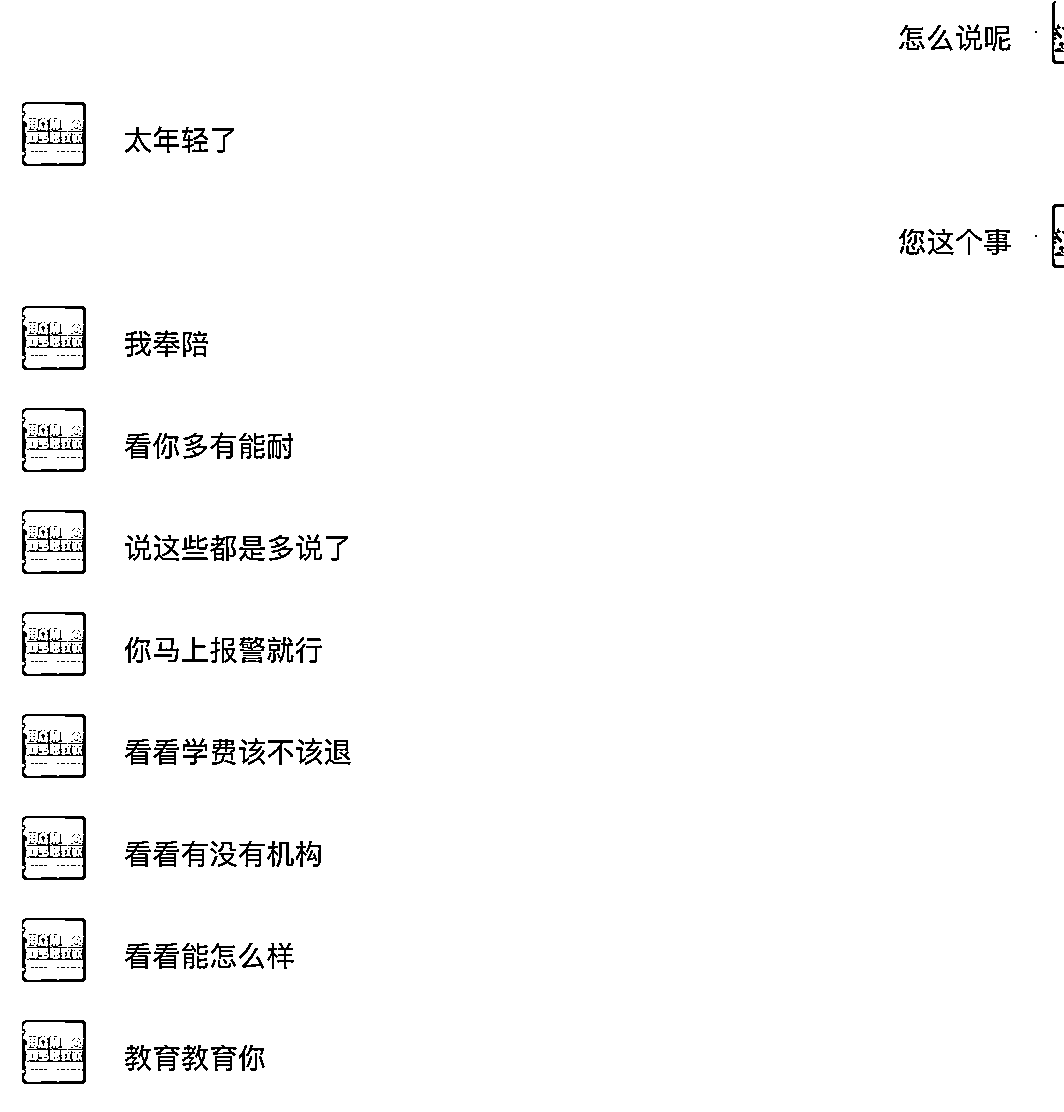 怎么说呢
太年轻了
您这个事
我奉陪
看你多有能耐
说这些都是多说了
你马上报警就行
看看学费该不该退
看看有没有机构
看看能怎么样
教育教育你